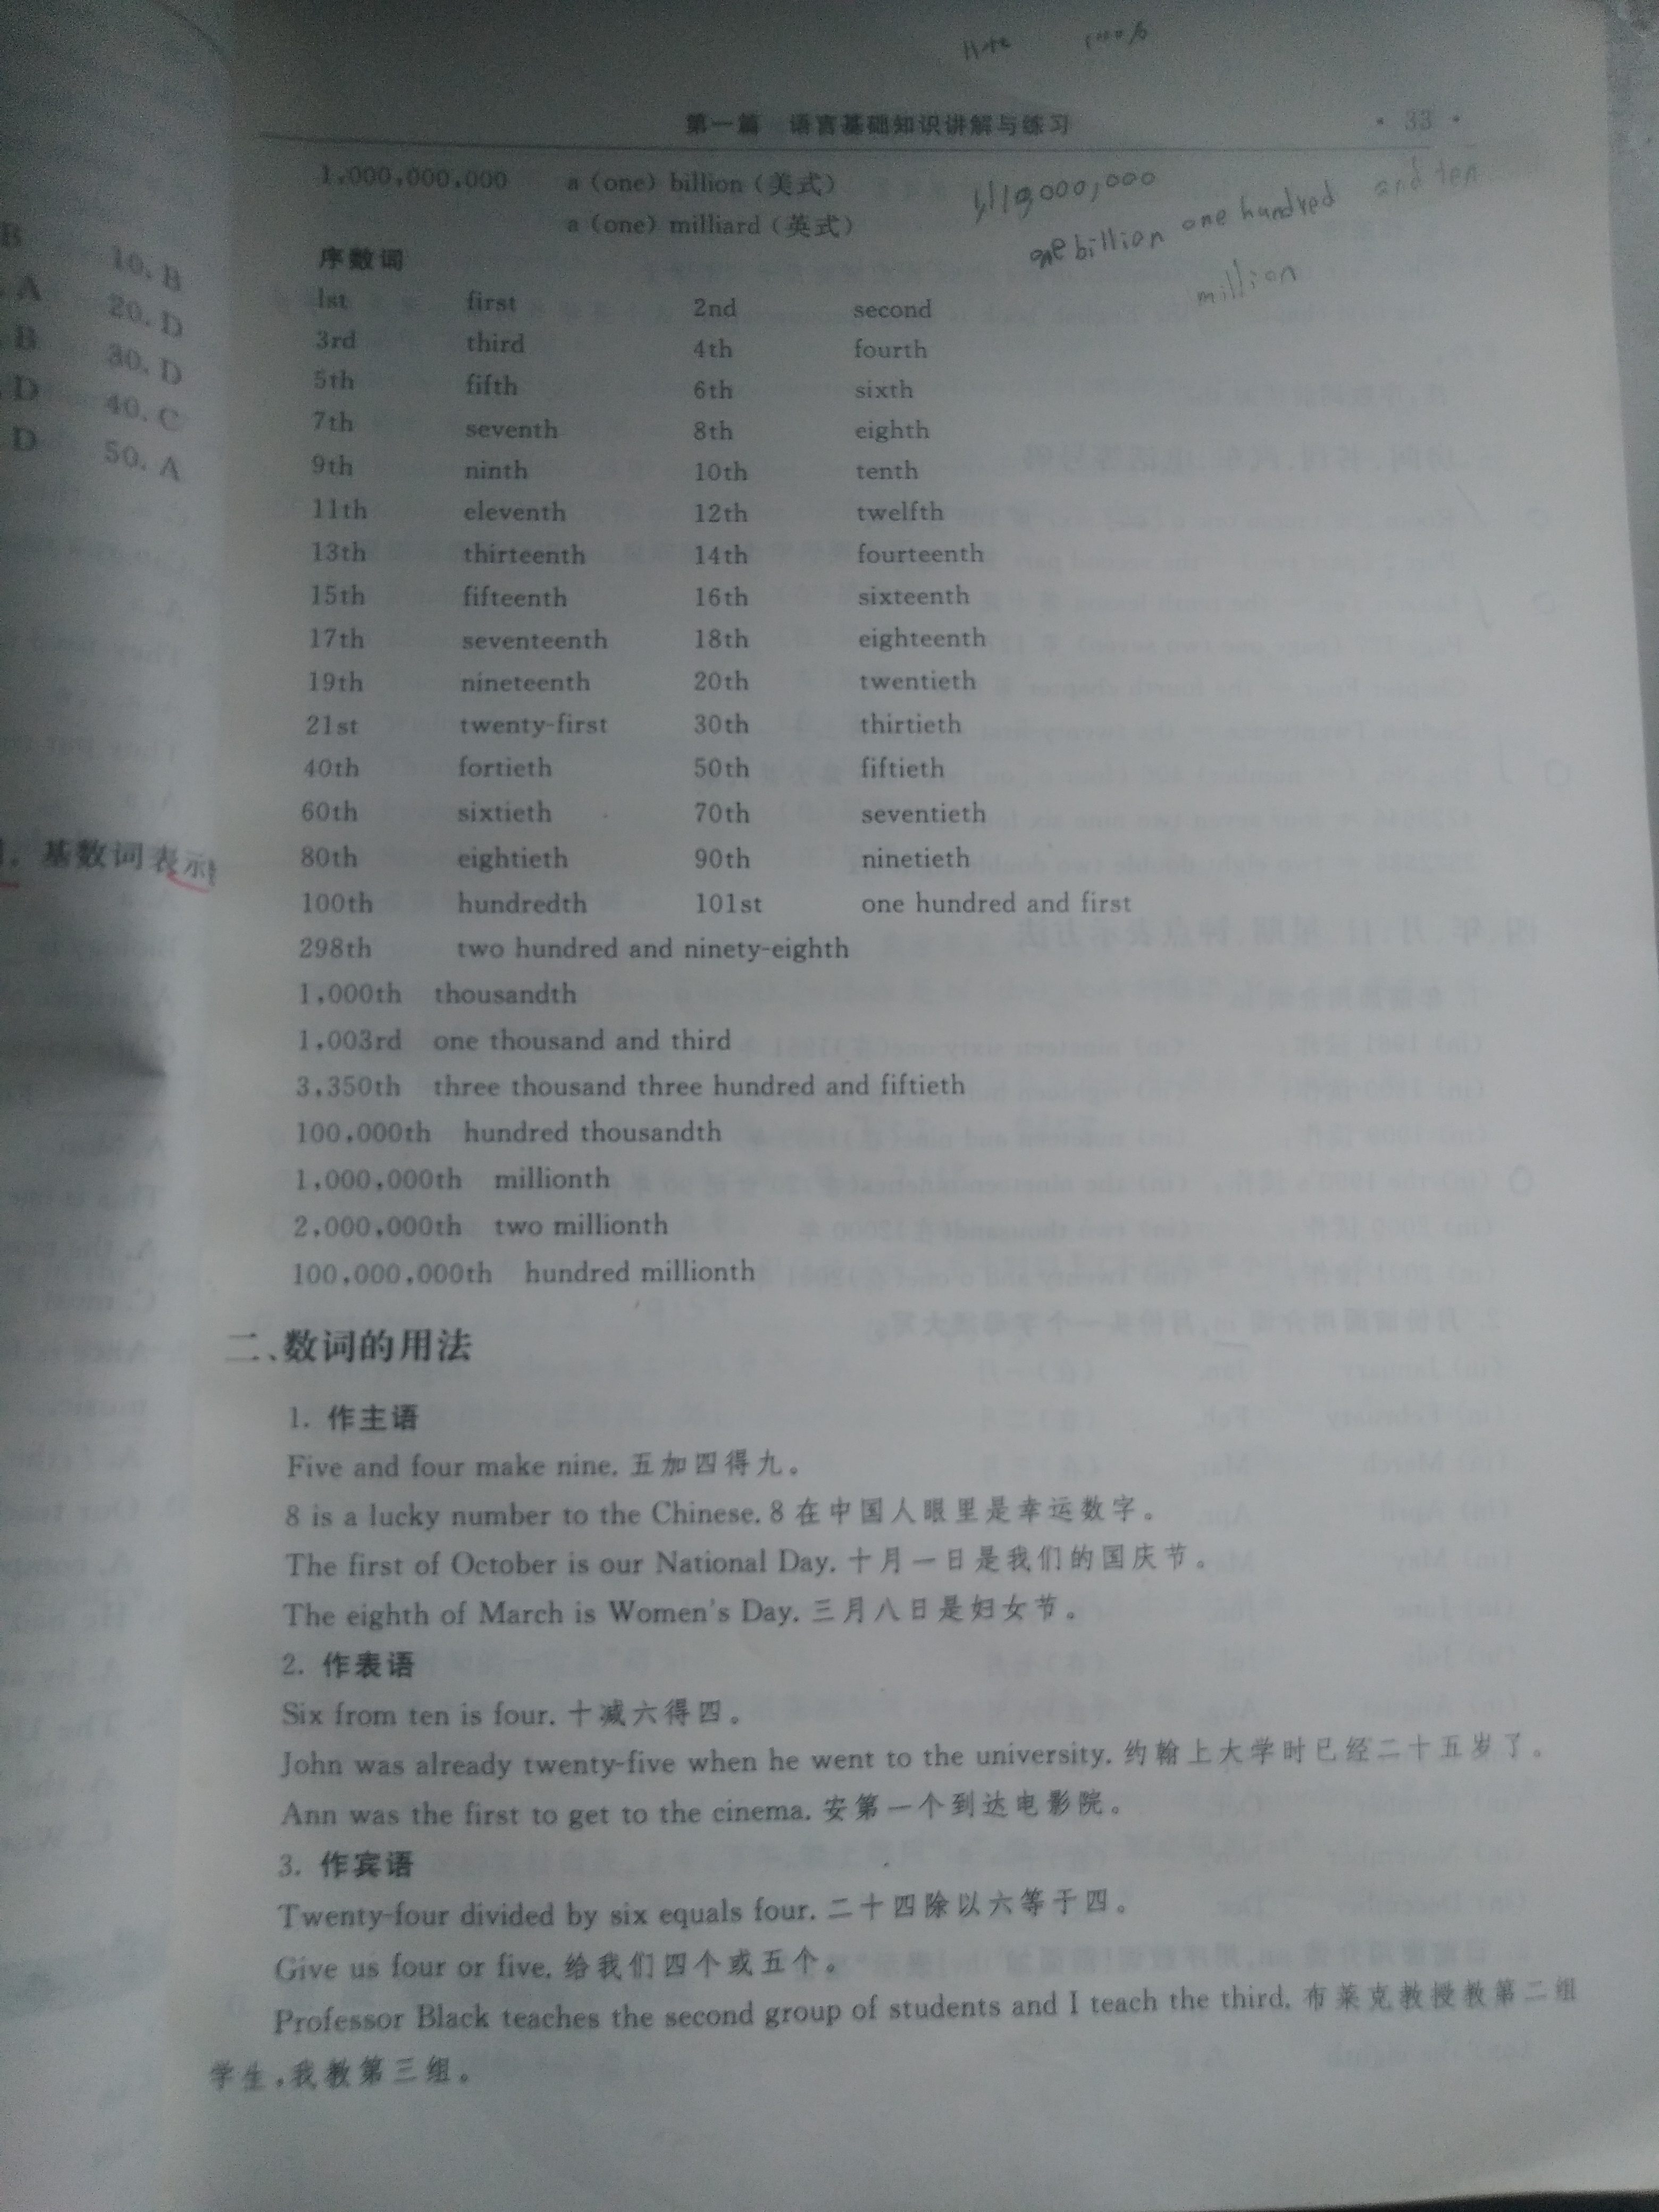 第一篇 语言基础知识讲解与练习 · 33 ·
1,000,000,000 a (one) billion (美式)
a (one) milliard (英式)
one billion one hundred and ten
million
序数词
1st first 2nd second
3rd third 4th fourth
5th fifth 6th sixth
7th seventh 8th eighth
9th ninth 10th tenth
11th eleventh 12th twelfth
13th thirteenth 14th fourteenth
15th fifteenth 16th sixteenth
17th seventeenth 18th eighteenth
19th nineteenth 20th twentieth
21st twenty-first 30th thirtieth
40th fortieth 50th fiftieth
60th sixtieth 70th seventieth
80th eightieth 90th ninetieth
100th hundredth 101st one hundred and first
298th two hundred and ninety-eighth
1,000th thousandth
1,003rd one thousand and third
3,350th three thousand three hundred and fiftieth
100,000th hundred thousandth
1,000,000th millionth
2,000,000th two millionth
100,000,000th hundred millionth
二、数词的用法
1. 作主语
Five and four make nine. 五加四得九。
8 is a lucky number to the Chinese. 8 在中国人眼里是幸运数字。
The first of October is our National Day. 十月一日是我们的国庆节。
The eighth of March is Women's Day. 三月八日是妇女节。
2. 作表语
Six from ten is four. 十减六得四。
John was already twenty-five when he went to the university. 约翰上大学时已经二十五岁了。
Ann was the first to get to the cinema. 安第一个到达电影院。
3. 作宾语
Twenty-four divided by six equals four. 二十四除以六等于四。
Give us four or five. 给我们四个或五个。
Professor Black teaches the second group of students and I teach the third. 布莱克教授教第二组
学生,我教第三组。
B 10. B
A 20. D
B 30. D
D 40. C
D 50. A
基数词表示